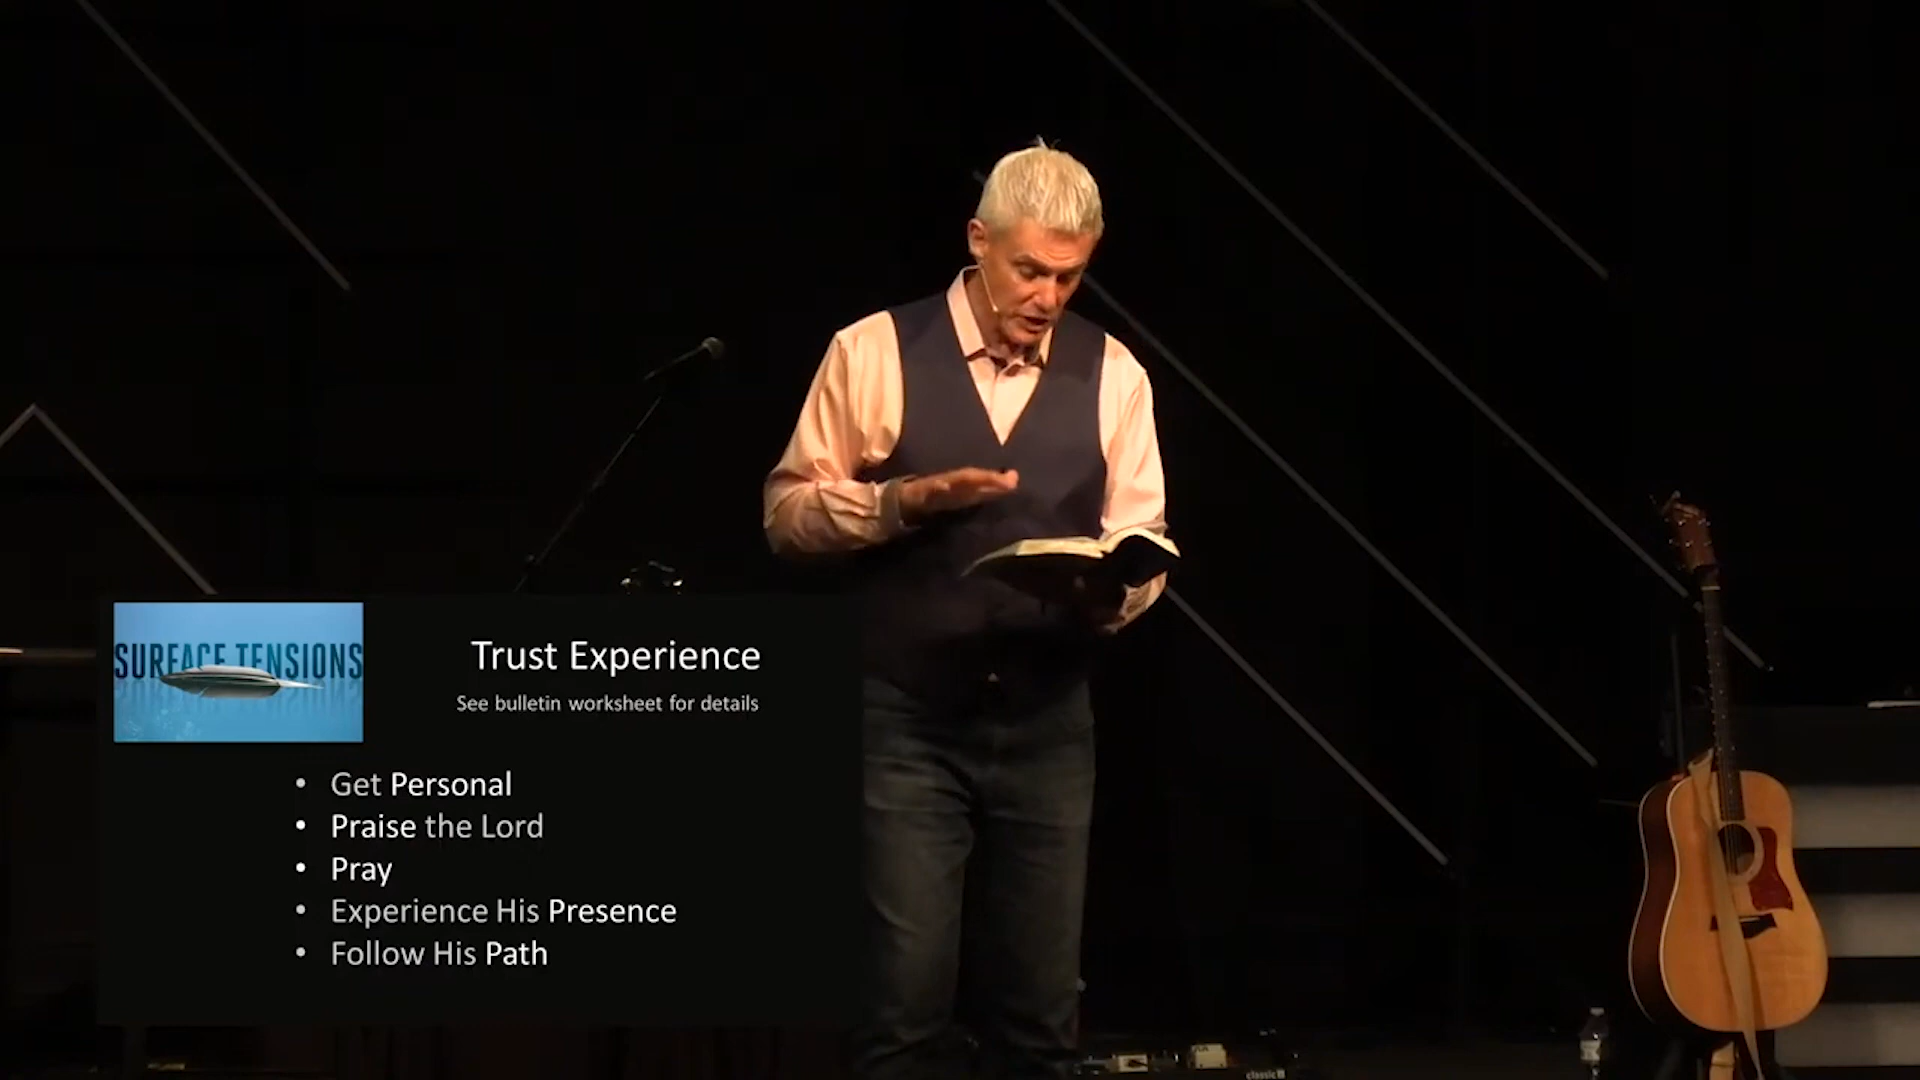 SURFACE TENSIONS
Trust Experience
See bulletin worksheet for details
• Get Personal
• Praise the Lord
• Pray
• Experience His Presence
• Follow His Path
classic